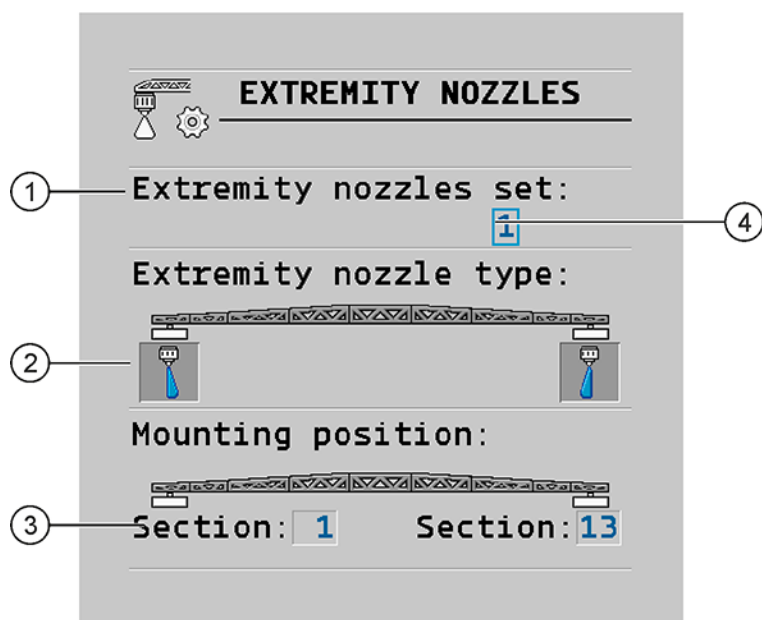 EXTREMITY NOZZLES
1 Extremity nozzles set:
1 4
Extremity nozzle type:
2
Mounting position:
3 Section: 1 Section: 13